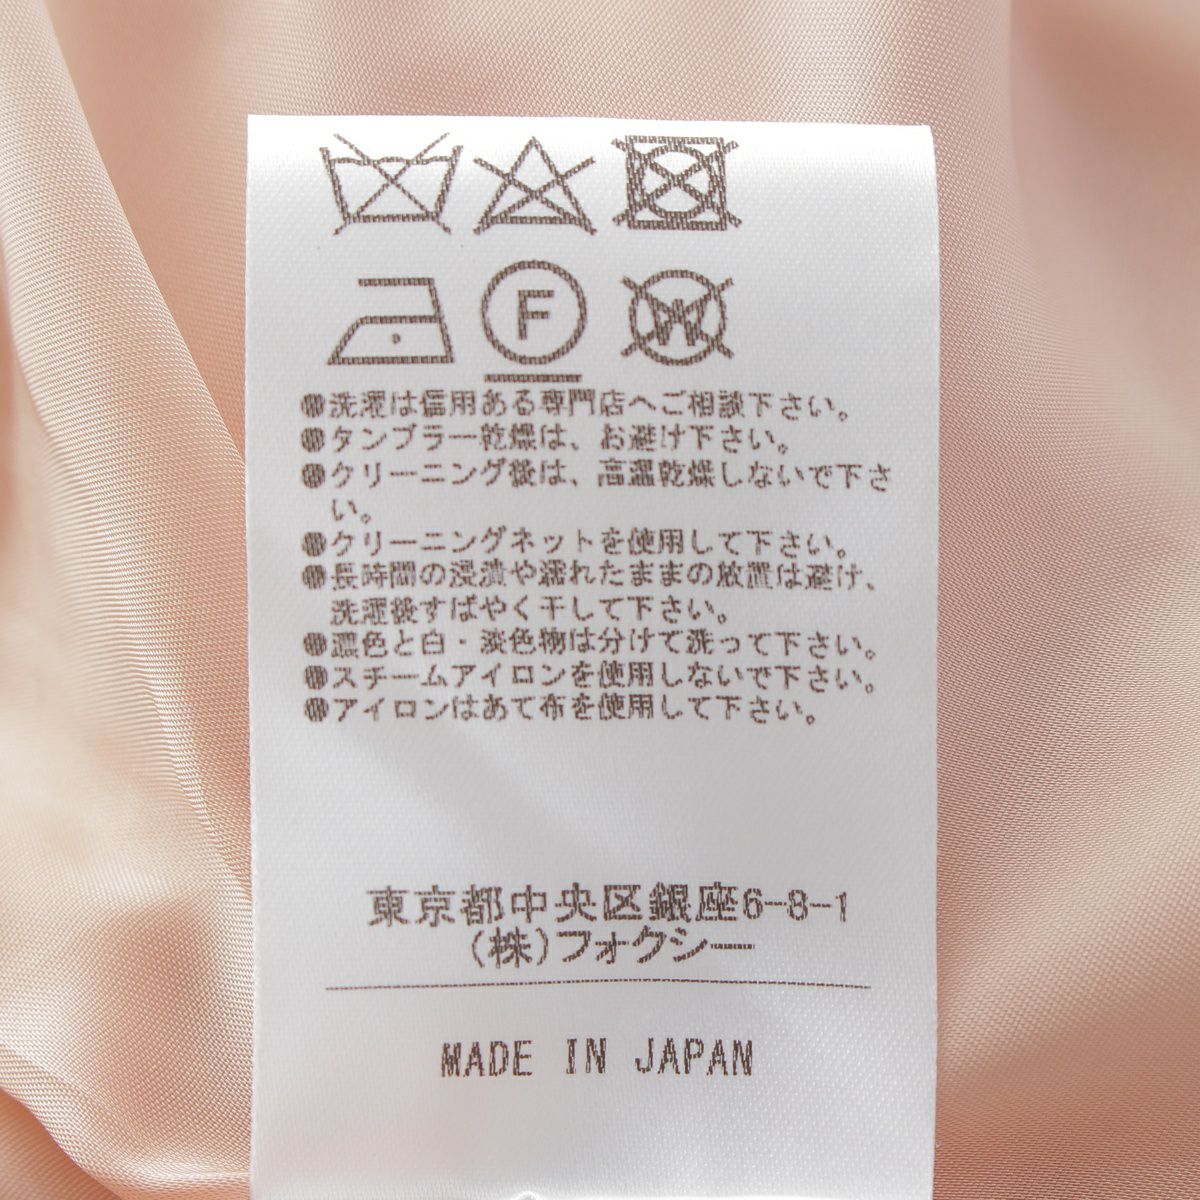 F
W
●洗濯は信用ある専門店へご相談下さい。
●タンブラー乾燥は、お避け下さい。
●クリーニング後は、高温乾燥しないで下さ
い。
●クリーニングネットを使用して下さい。
●長時間の浸漬や濡れたままの放置は避け、
洗濯後すばやく干して下さい。
●濃色と白・淡色物は分けて洗って下さい。
●スチームアイロンを使用しないで下さい。
●アイロンはあて布を使用して下さい。
東京都中央区銀座6-8-1
(株)フォクシー
MADE IN JAPAN